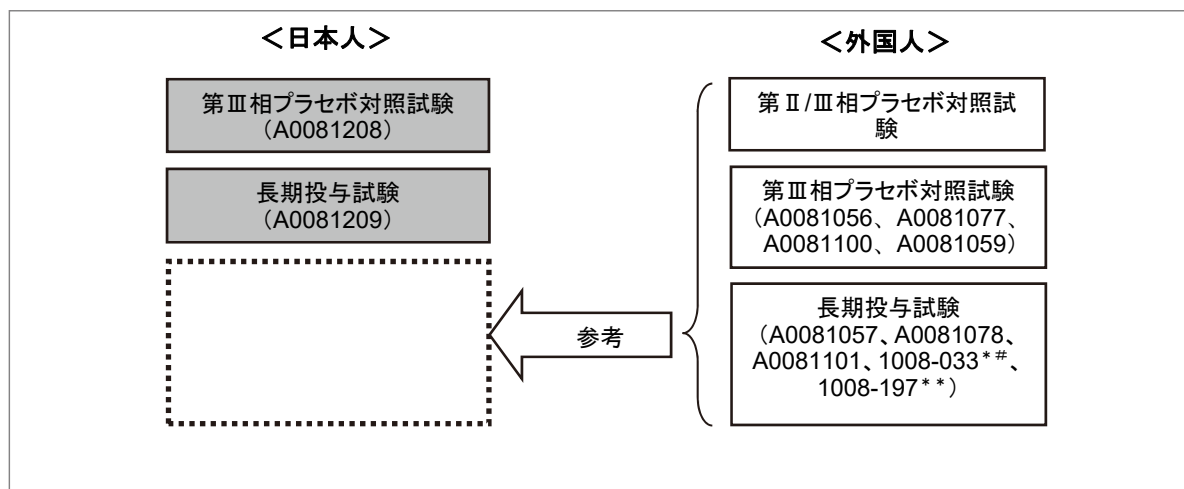 <日本人>
第Ⅲ相プラセボ対照試験
(A0081208)
長期投与試験
(A0081209)
<外国人>
第Ⅱ/Ⅲ相プラセボ対照試
験
第Ⅲ相プラセボ対照試験
(A0081056、A0081077、
A0081100、A0081059)
長期投与試験
(A0081057、A0081078、
A0081101、1008-033*#、
1008-197**)
参考